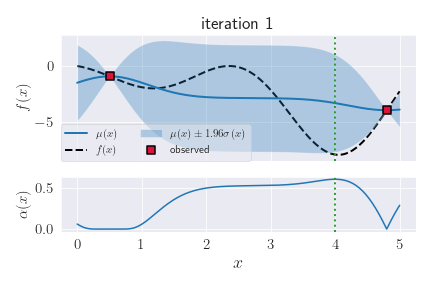 iteration 1
f(x)
0
−5
μ(x)
μ(x) ± 1.96σ(x)
f(x)
observed
α(x)
0.5
0.0
0 1 2 3 4 5
x